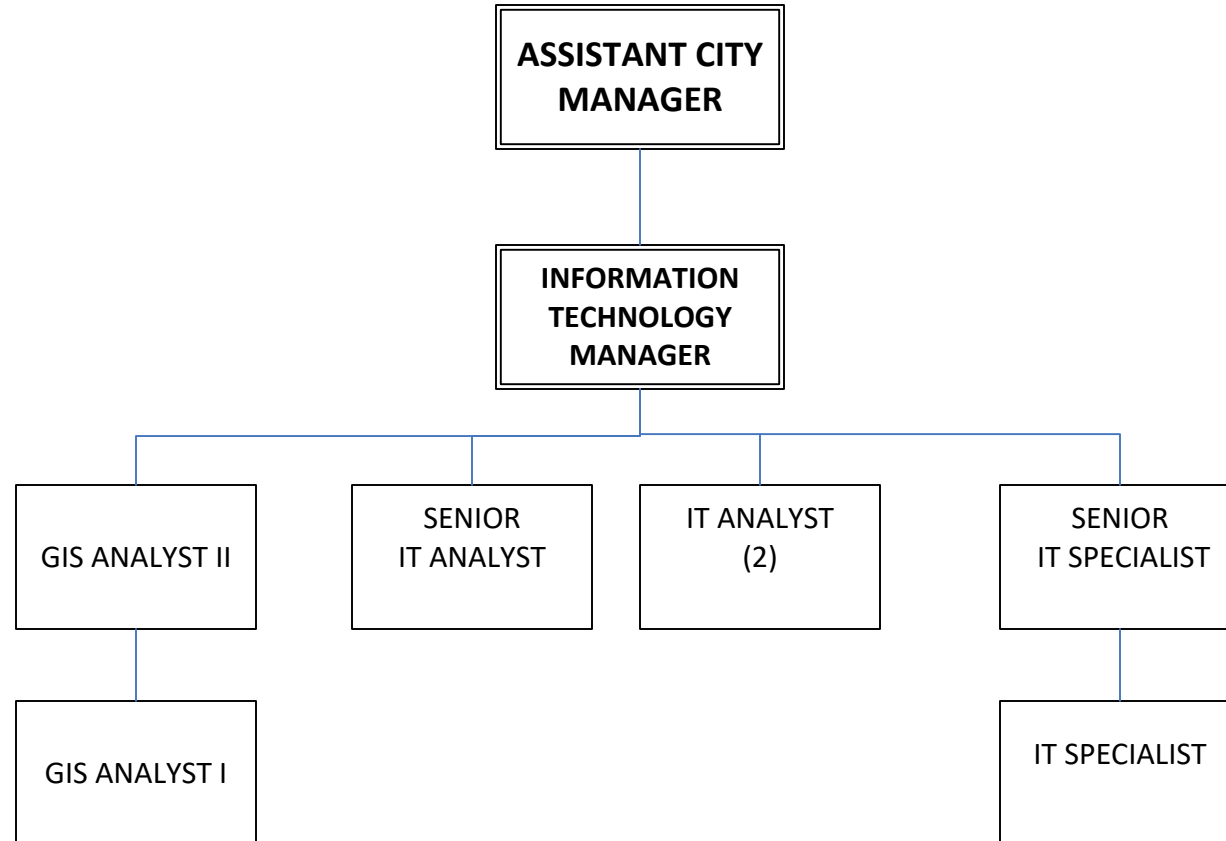 ASSISTANT CITY
MANAGER
INFORMATION
TECHNOLOGY
MANAGER
GIS ANALYST II
SENIOR
IT ANALYST
IT ANALYST
(2)
SENIOR
IT SPECIALIST
GIS ANALYST I
IT SPECIALIST